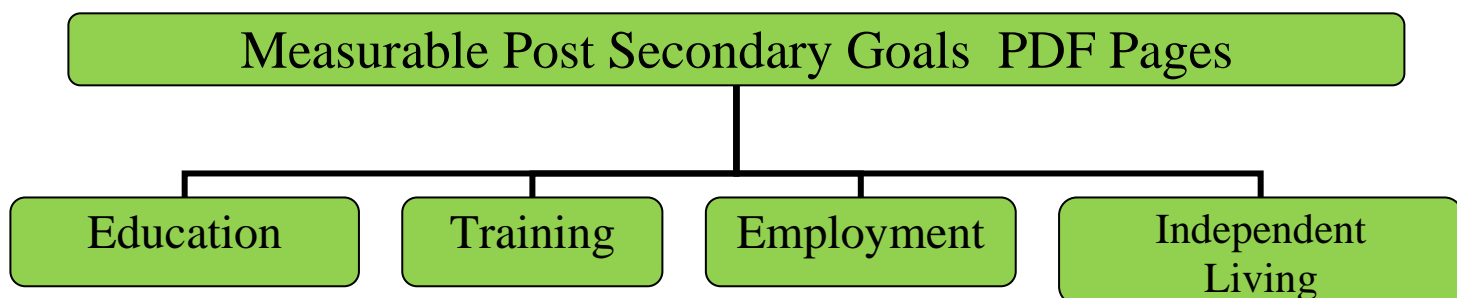 Measurable Post Secondary Goals  PDF Pages
Education
Training
Employment
Independent
Living